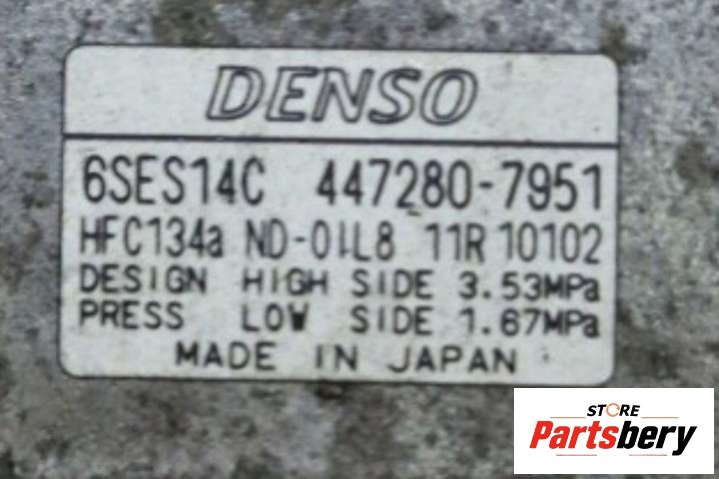 DENSO
6SES14C 447280-7951
HFC134a ND-OIL8 11R 10102
DESIGN HIGH SIDE 3.53MPa
PRESS LOW SIDE 1.67MPa
MADE IN JAPAN
STORE
Partsbery